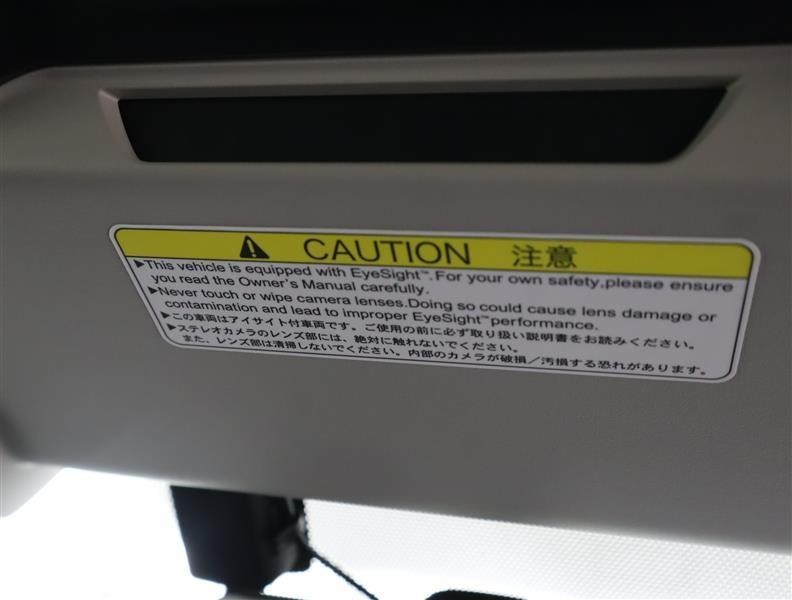 CAUTION 注意
▶This vehicle is equipped with EyeSight™.For your own safety,please ensure
you read the Owner's Manual carefully.
▶Never touch or wipe camera lenses.Doing so could cause lens damage or
contamination and lead to improper EyeSight™performance.
▶この車両はアイサイト付車両です。ご使用の前に必ず取り扱い説明書をお読みください。
▶ステレオカメラのレンズ部には、絶対に触れないでください。
また、レンズ部は清掃しないでください。内部のカメラが破損/汚損する恐れがあります。